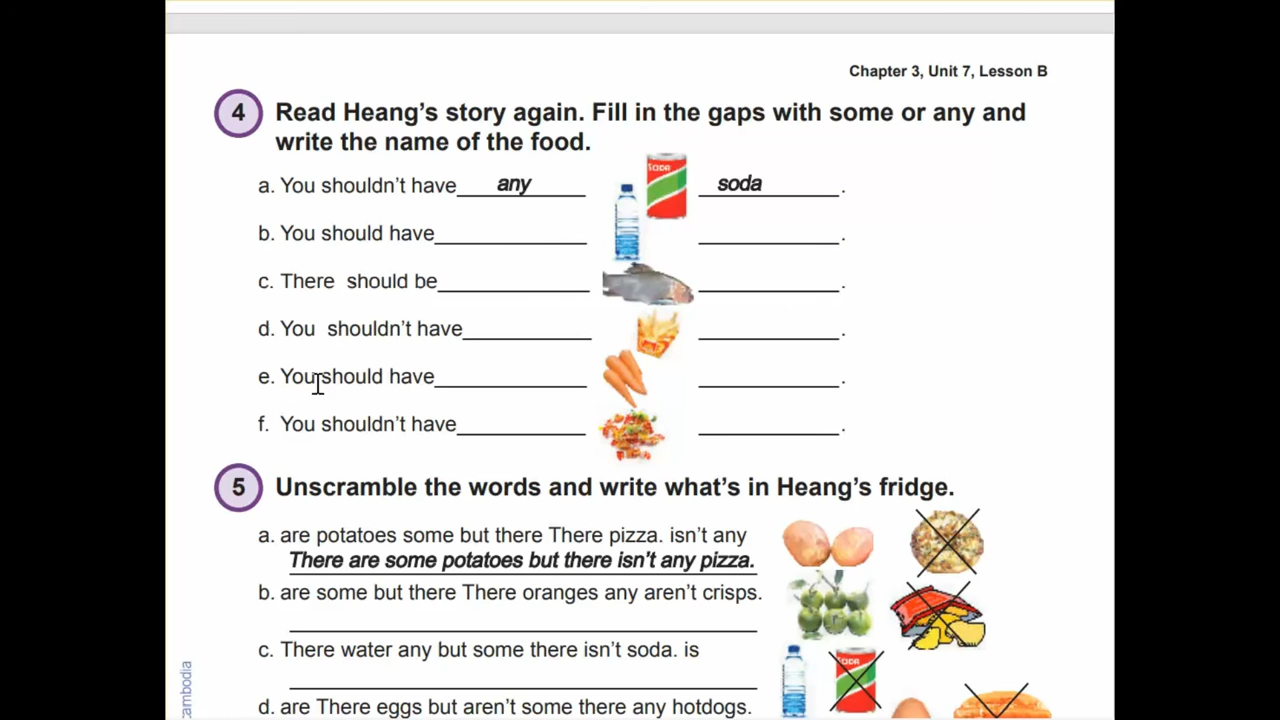 Chapter 3, Unit 7, Lesson B
4 Read Heang's story again. Fill in the gaps with some or any and
write the name of the food.
a. You shouldn't have any soda.
b. You should have .
c. There should be .
d. You shouldn't have .
e. You should have .
f. You shouldn't have .
5 Unscramble the words and write what's in Heang's fridge.
a. are potatoes some but there There pizza. isn't any
There are some potatoes but there isn't any pizza.
b. are some but there There oranges any aren't crisps.
c. There water any but some there isn't soda. is
d. are There eggs but aren't some there any hotdogs.
SODA
SODA